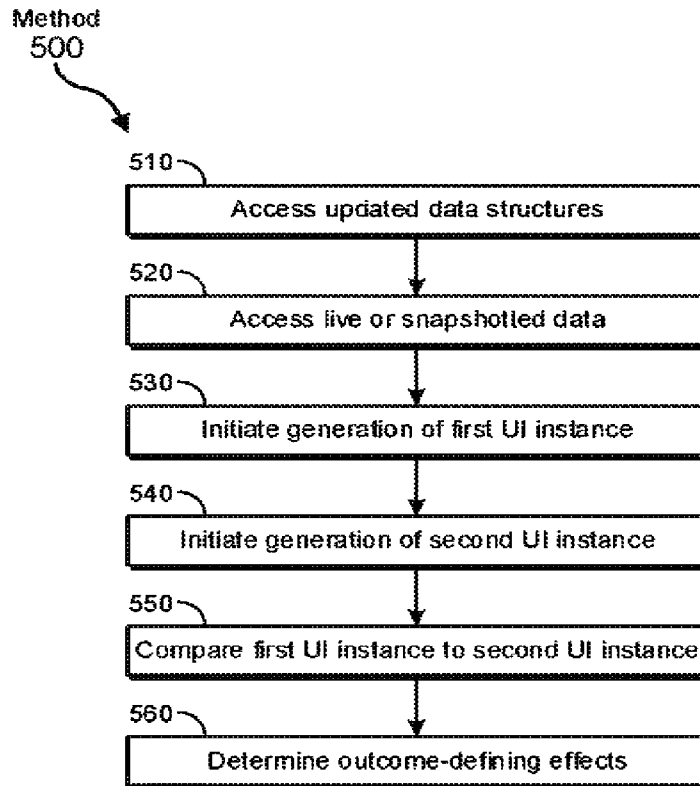 Method
500
510
Access updated data structures
520
Access live or snapshotted data
530
Initiate generation of first UI instance
540
Initiate generation of second UI instance
550
Compare first UI instance to second UI instance
560
Determine outcome-defining effects